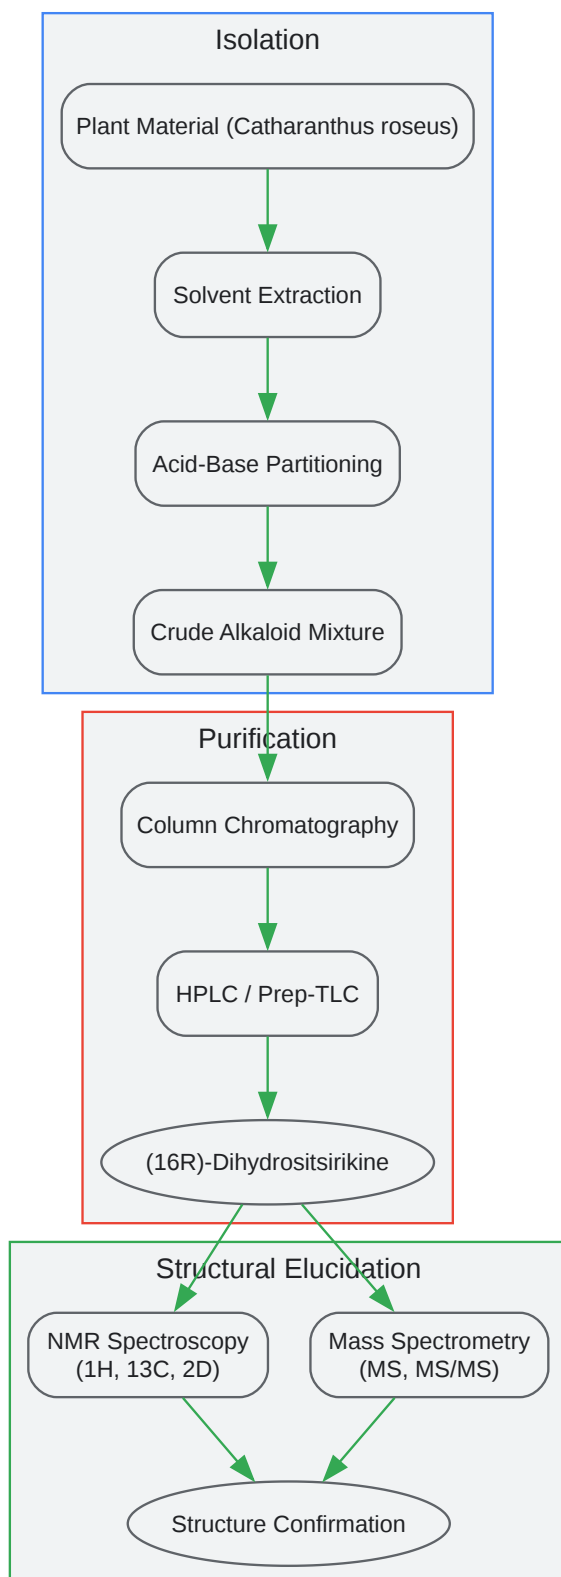 Isolation
Plant Material (Catharanthus roseus)
Solvent Extraction
Acid-Base Partitioning
Crude Alkaloid Mixture
Purification
Column Chromatography
HPLC / Prep-TLC
(16R)-Dihydrositsirikine
Structural Elucidation
NMR Spectroscopy
(1H, 13C, 2D)
Mass Spectrometry
(MS, MS/MS)
Structure Confirmation